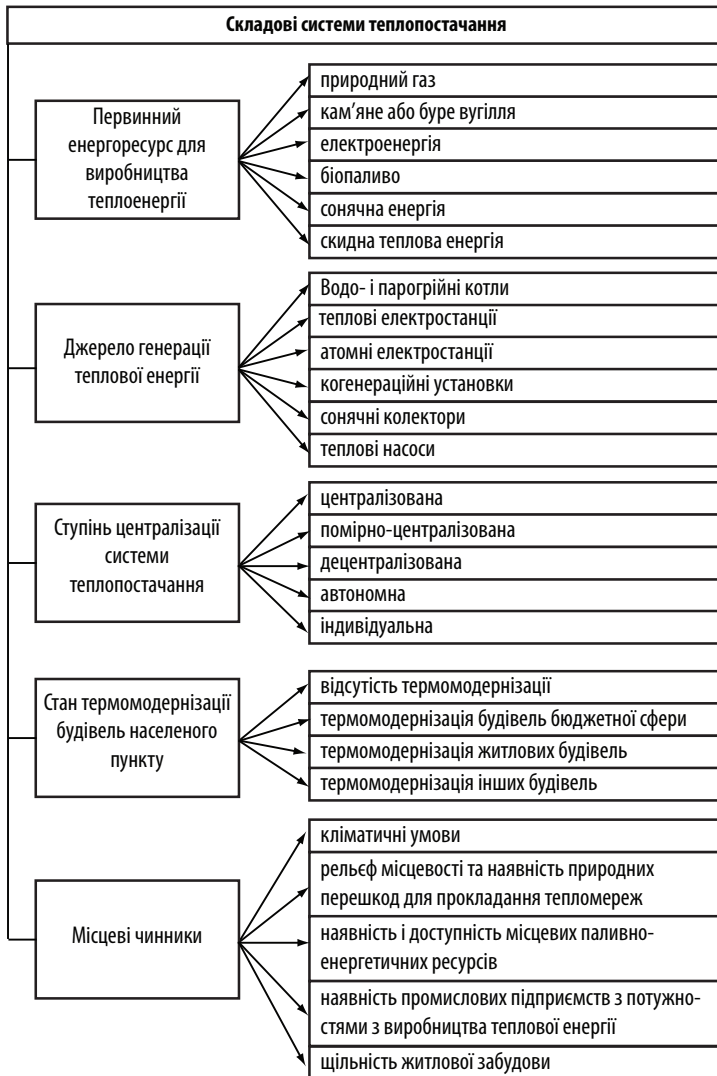 Складові системи теплопостачання
Первинний
енергоресурс для
виробництва
теплоенергії
природний газ
кам’яне або буре вугілля
електроенергія
біопаливо
сонячна енергія
скидна теплова енергія
Джерело генерації
теплової енергії
Водо- і парогрійні котли
теплові електростанції
атомні електростанції
когенераційні установки
сонячні колектори
теплові насоси
Ступінь централізації
системи
теплопостачання
централізована
помірно-централізована
децентралізована
автономна
індивідуальна
Стан термомодернізації
будівель населеного
пункту
відсутість термомодернізації
термомодернізація будівель бюджетної сфери
термомодернізація житлових будівель
термомодернізація інших будівель
Місцеві чинники
кліматичні умови
рельєф місцевості та наявність природних
перешкод для прокладання тепломереж
наявність і доступність місцевих паливно-
енергетичних ресурсів
наявність промислових підприємств з потужно-
стями з виробництва теплової енергії
щільність житлової забудови